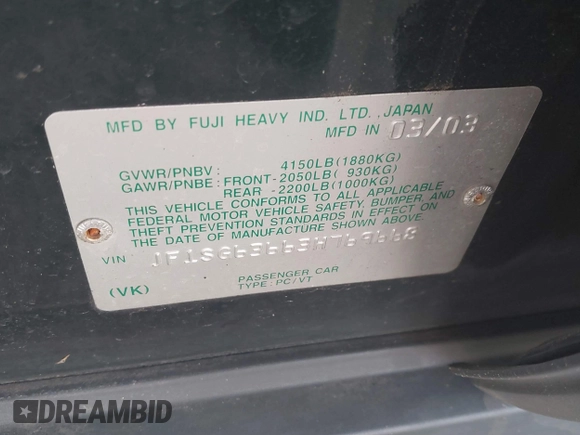 MFD BY FUJI HEAVY IND. LTD., JAPAN
MFD IN 03/03
GVWR/PNBV: 4150LB(1880KG)
GAWR/PNBE: FRONT-2050LB( 930KG)
REAR -2200LB(1000KG)
THIS VEHICLE CONFORMS TO ALL APPLICABLE
FEDERAL MOTOR VEHICLE SAFETY, BUMPER, AND
THEFT PREVENTION STANDARDS IN EFFECT ON
THE DATE OF MANUFACTURE SHOWN ABOVE.
VIN
PASSENGER CAR
(VK) TYPE: PC/VT
DREAMBID